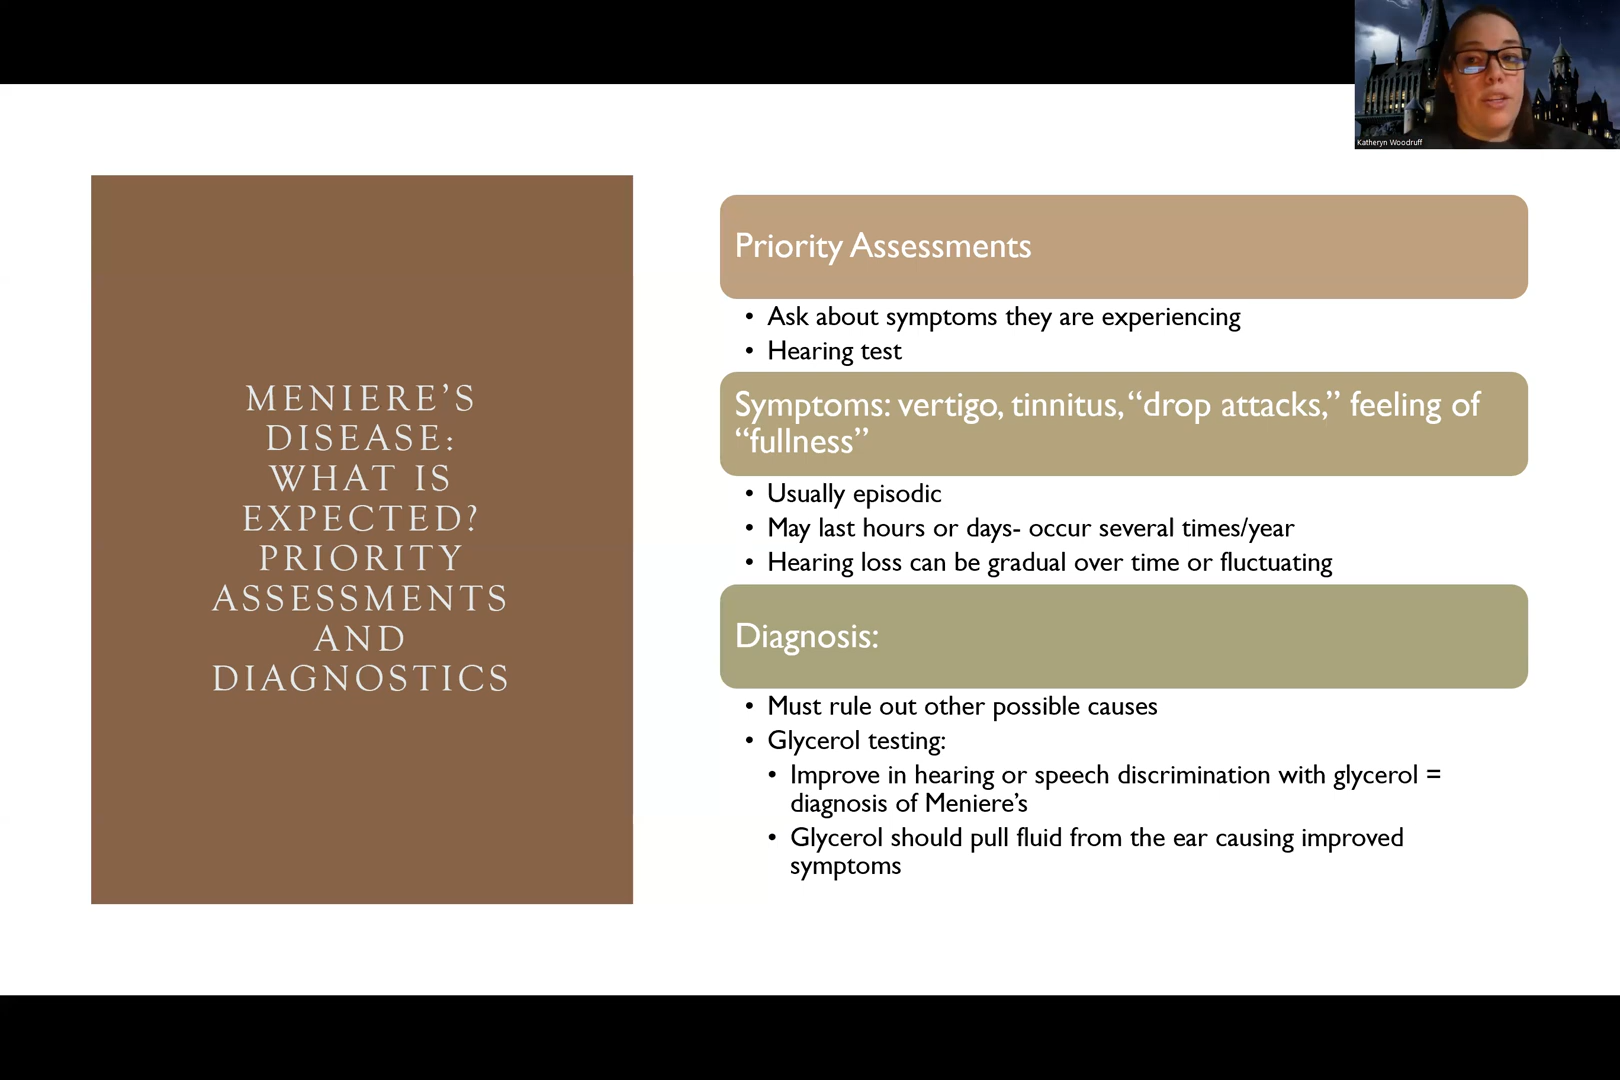 Katheryn Woodruff
MENIERE’S
DISEASE:
WHAT IS
EXPECTED?
PRIORITY
ASSESSMENTS
AND
DIAGNOSTICS
Priority Assessments
• Ask about symptoms they are experiencing
• Hearing test
Symptoms: vertigo, tinnitus, “drop attacks,” feeling of
“fullness”
• Usually episodic
• May last hours or days- occur several times/year
• Hearing loss can be gradual over time or fluctuating
Diagnosis:
• Must rule out other possible causes
• Glycerol testing:
• Improve in hearing or speech discrimination with glycerol =
diagnosis of Meniere’s
• Glycerol should pull fluid from the ear causing improved
symptoms